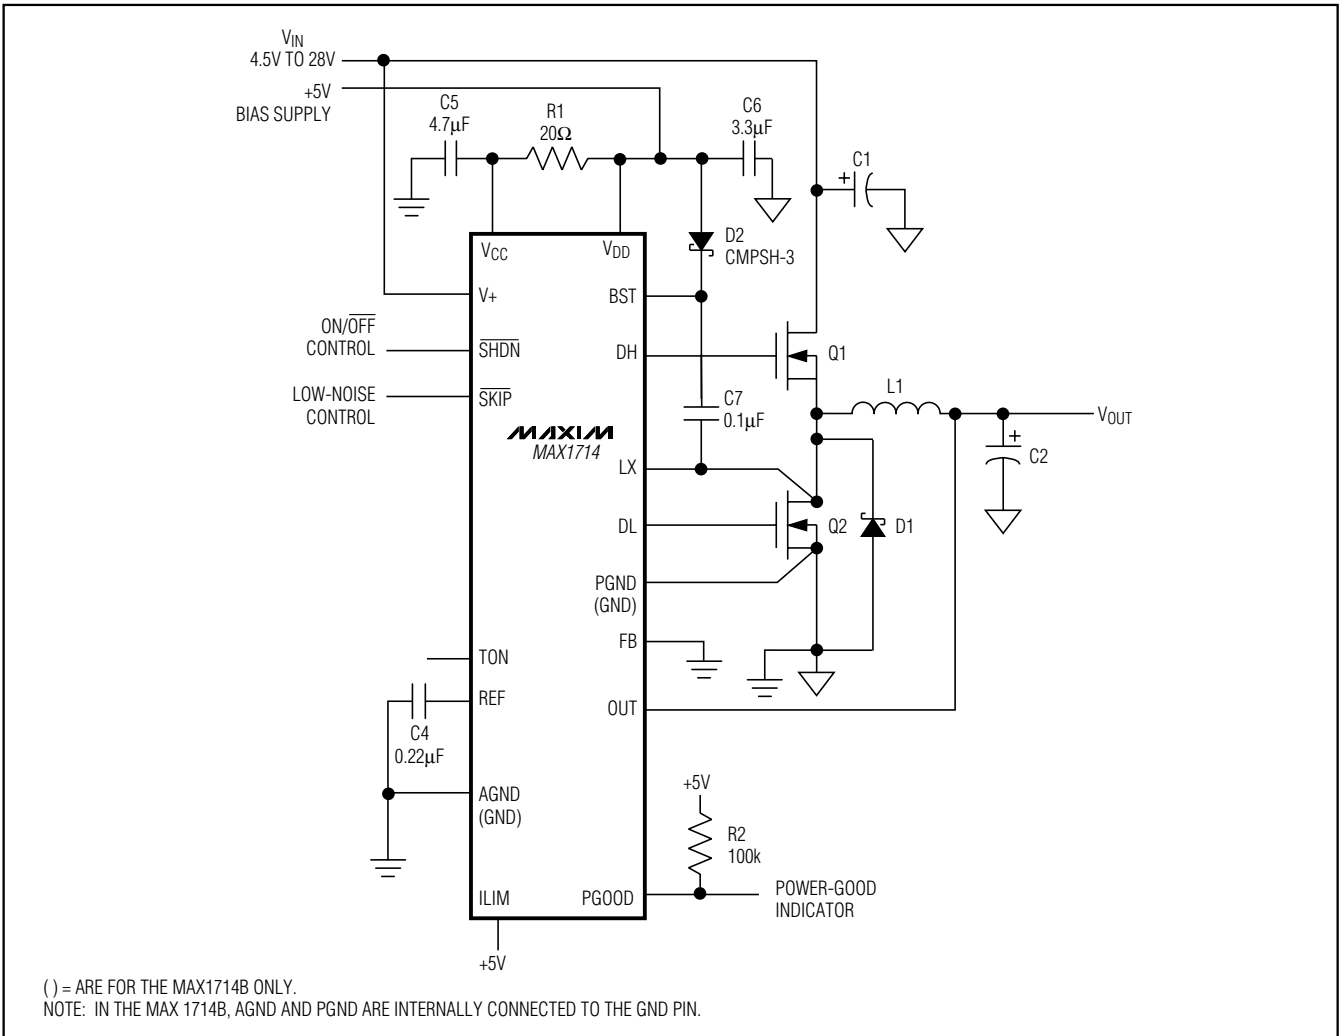 VIN
4.5V TO 28V
+5V
BIAS SUPPLY
C5
4.7μF
R1
20Ω
C6
3.3μF
C1
+
D2
CMPSH-3
VCC
VDD
V+
BST
ON/OFF
CONTROL
SHDN
DH
Q1
LOW-NOISE
CONTROL
SKIP
C7
0.1μF
L1
VOUT
MAXIM
MAX1714
+
C2
LX
DL
Q2
D1
PGND
(GND)
FB
TON
REF
OUT
C4
0.22μF
+5V
AGND
(GND)
R2
100k
ILIM
PGOOD
POWER-GOOD
INDICATOR
+5V
( ) = ARE FOR THE MAX1714B ONLY.
NOTE: IN THE MAX 1714B, AGND AND PGND ARE INTERNALLY CONNECTED TO THE GND PIN.